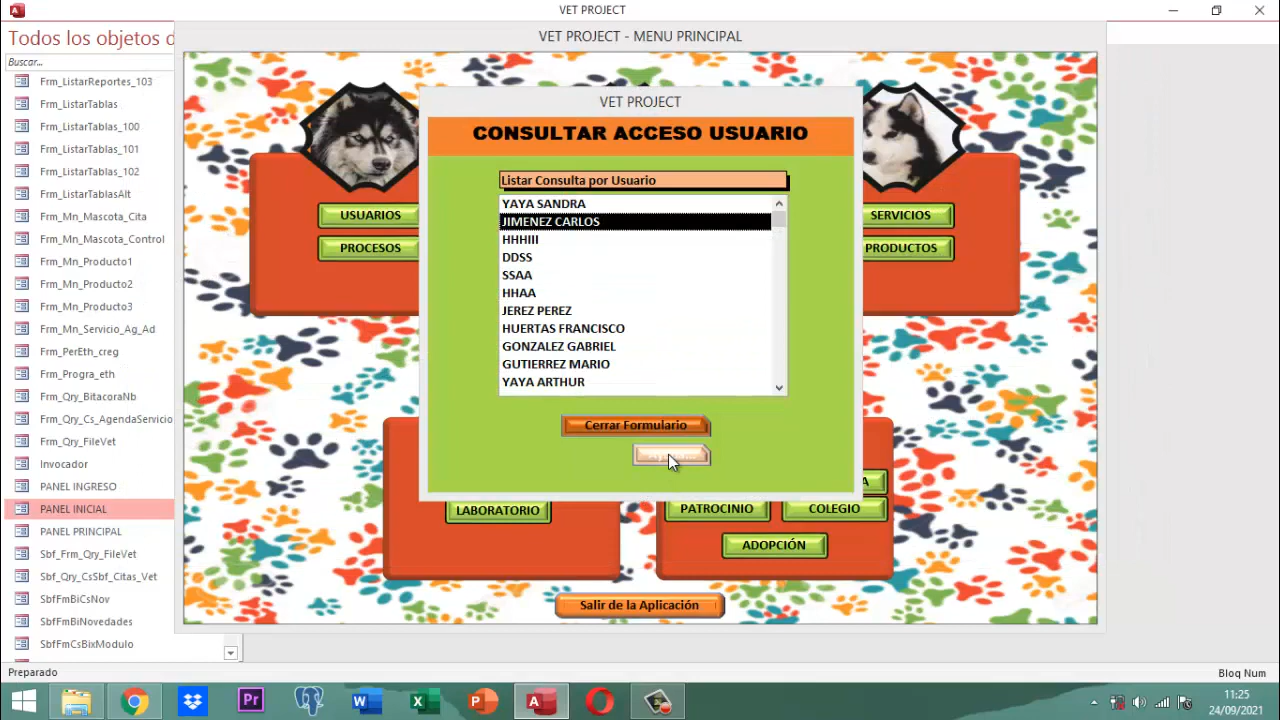 VET PROJECT
Todos los objetos d
Buscar...
Frm_ListarReportes_103
Frm_ListarTablas
Frm_ListarTablas_100
Frm_ListarTablas_101
Frm_ListarTablas_102
Frm_ListarTablasAlt
Frm_Mn_Mascota_Cita
Frm_Mn_Mascota_Control
Frm_Mn_Producto1
Frm_Mn_Producto2
Frm_Mn_Producto3
Frm_Mn_Servicio_Ag_Ad
Frm_PerEth_creg
Frm_Progra_eth
Frm_Qry_BitacoraNb
Frm_Qry_Cs_AgendaServicio
Frm_Qry_FileVet
Invocador
PANEL INGRESO
PANEL INICIAL
PANEL PRINCIPAL
Sbf_Frm_Qry_FileVet
Sbf_Qry_CsSbf_Citas_Vet
SbfFmBiCsNov
SbfFmBiNovedades
SbfFmCsBixModulo
VET PROJECT - MENU PRINCIPAL
USUARIOS
PROCESOS
SERVICIOS
PRODUCTOS
VET PROJECT
CONSULTAR ACCESO USUARIO
Listar Consulta por Usuario
YAYA SANDRA
JIMENEZ CARLOS
HHHIII
DDSS
SSAA
HHAA
JEREZ PEREZ
HUERTAS FRANCISCO
GONZALEZ GABRIEL
GUTIERREZ MARIO
YAYA ARTHUR
Cerrar Formulario
A
LABORATORIO
PATROCINIO
COLEGIO
ADOPCIÓN
Salir de la Aplicación
Preparado
Bloq Num
Pr
W
X
P
A
11:25
24/09/2021